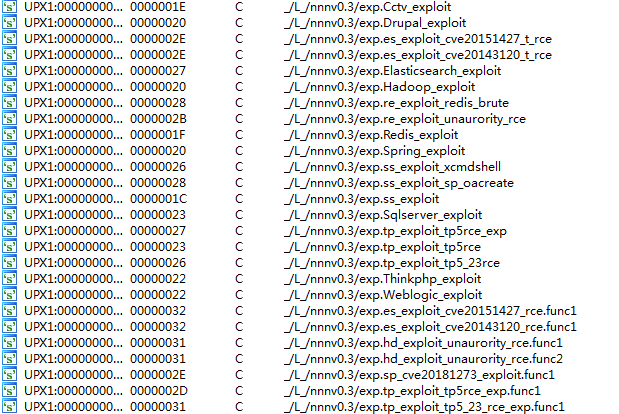 UPX1:00000000... 0000001E C _/L_/nnnv0.3/exp.Cctv_exploit
UPX1:00000000... 00000020 C _/L_/nnnv0.3/exp.Drupal_exploit
UPX1:00000000... 0000002E C _/L_/nnnv0.3/exp.es_exploit_cve20151427_t_rce
UPX1:00000000... 0000002E C _/L_/nnnv0.3/exp.es_exploit_cve20143120_t_rce
UPX1:00000000... 00000027 C _/L_/nnnv0.3/exp.Elasticsearch_exploit
UPX1:00000000... 00000020 C _/L_/nnnv0.3/exp.Hadoop_exploit
UPX1:00000000... 00000028 C _/L_/nnnv0.3/exp.re_exploit_redis_brute
UPX1:00000000... 0000002B C _/L_/nnnv0.3/exp.re_exploit_unaurority_rce
UPX1:00000000... 0000001F C _/L_/nnnv0.3/exp.Redis_exploit
UPX1:00000000... 00000020 C _/L_/nnnv0.3/exp.Spring_exploit
UPX1:00000000... 00000026 C _/L_/nnnv0.3/exp.ss_exploit_xcmdshell
UPX1:00000000... 00000028 C _/L_/nnnv0.3/exp.ss_exploit_sp_oacreate
UPX1:00000000... 0000001C C _/L_/nnnv0.3/exp.ss_exploit
UPX1:00000000... 00000023 C _/L_/nnnv0.3/exp.Sqlserver_exploit
UPX1:00000000... 00000027 C _/L_/nnnv0.3/exp.tp_exploit_tp5rce_exp
UPX1:00000000... 00000023 C _/L_/nnnv0.3/exp.tp_exploit_tp5rce
UPX1:00000000... 00000026 C _/L_/nnnv0.3/exp.tp_exploit_tp5_23rce
UPX1:00000000... 00000022 C _/L_/nnnv0.3/exp.Thinkphp_exploit
UPX1:00000000... 00000022 C _/L_/nnnv0.3/exp.Weblogic_exploit
UPX1:00000000... 00000032 C _/L_/nnnv0.3/exp.es_exploit_cve20151427_rce.func1
UPX1:00000000... 00000032 C _/L_/nnnv0.3/exp.es_exploit_cve20143120_rce.func1
UPX1:00000000... 00000031 C _/L_/nnnv0.3/exp.hd_exploit_unaurority_rce.func1
UPX1:00000000... 00000031 C _/L_/nnnv0.3/exp.hd_exploit_unaurority_rce.func2
UPX1:00000000... 0000002E C _/L_/nnnv0.3/exp.sp_cve20181273_exploit.func1
UPX1:00000000... 0000002D C _/L_/nnnv0.3/exp.tp_exploit_tp5rce_exp.func1
UPX1:00000000... 00000031 C _/L_/nnnv0.3/exp.tp_exploit_tp5_23_rce_exp.func1